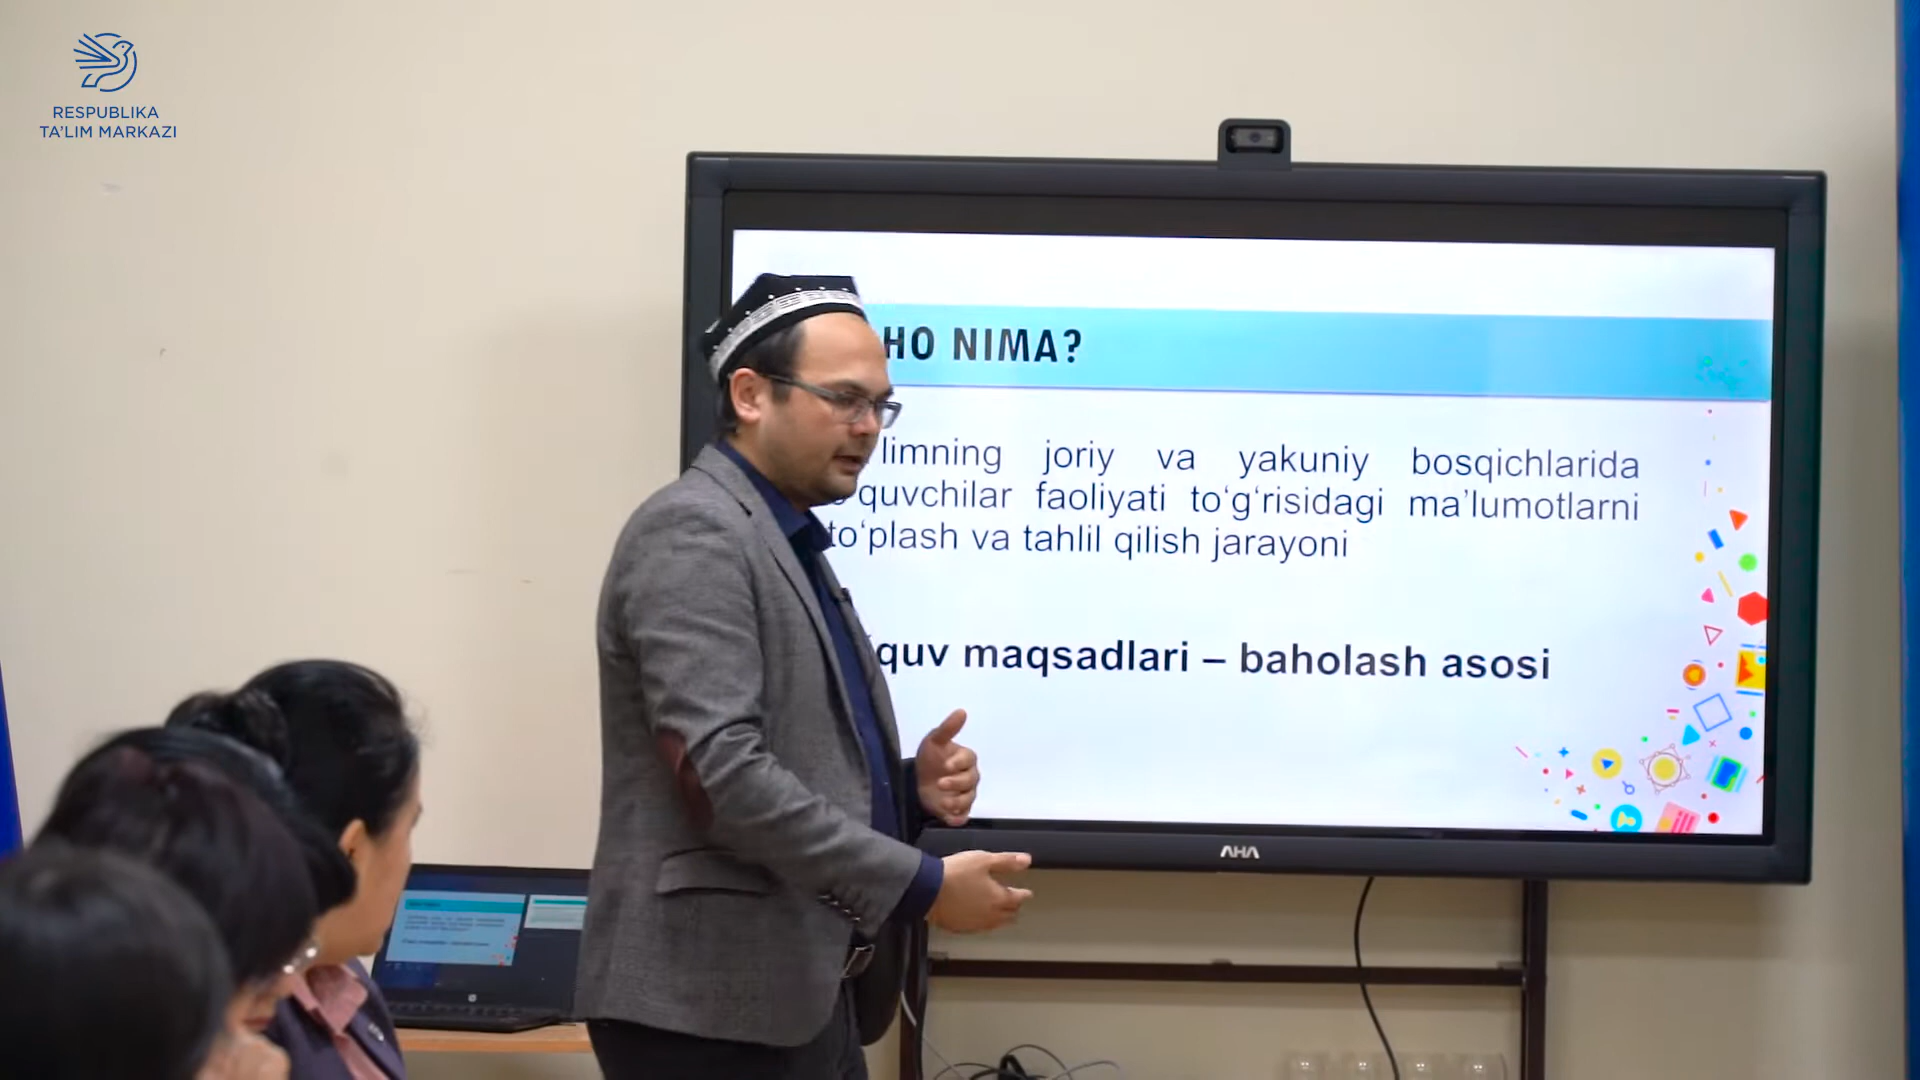 RESPUBLIKA
TA'LIM MARKAZI
HO NIMA?
limning joriy va yakuniy bosqichlarida
o‘quvchilar faoliyati to‘g‘risidagi ma’lumotlarni
to‘plash va tahlil qilish jarayoni
quv maqsadlari – baholash asosi
AHA